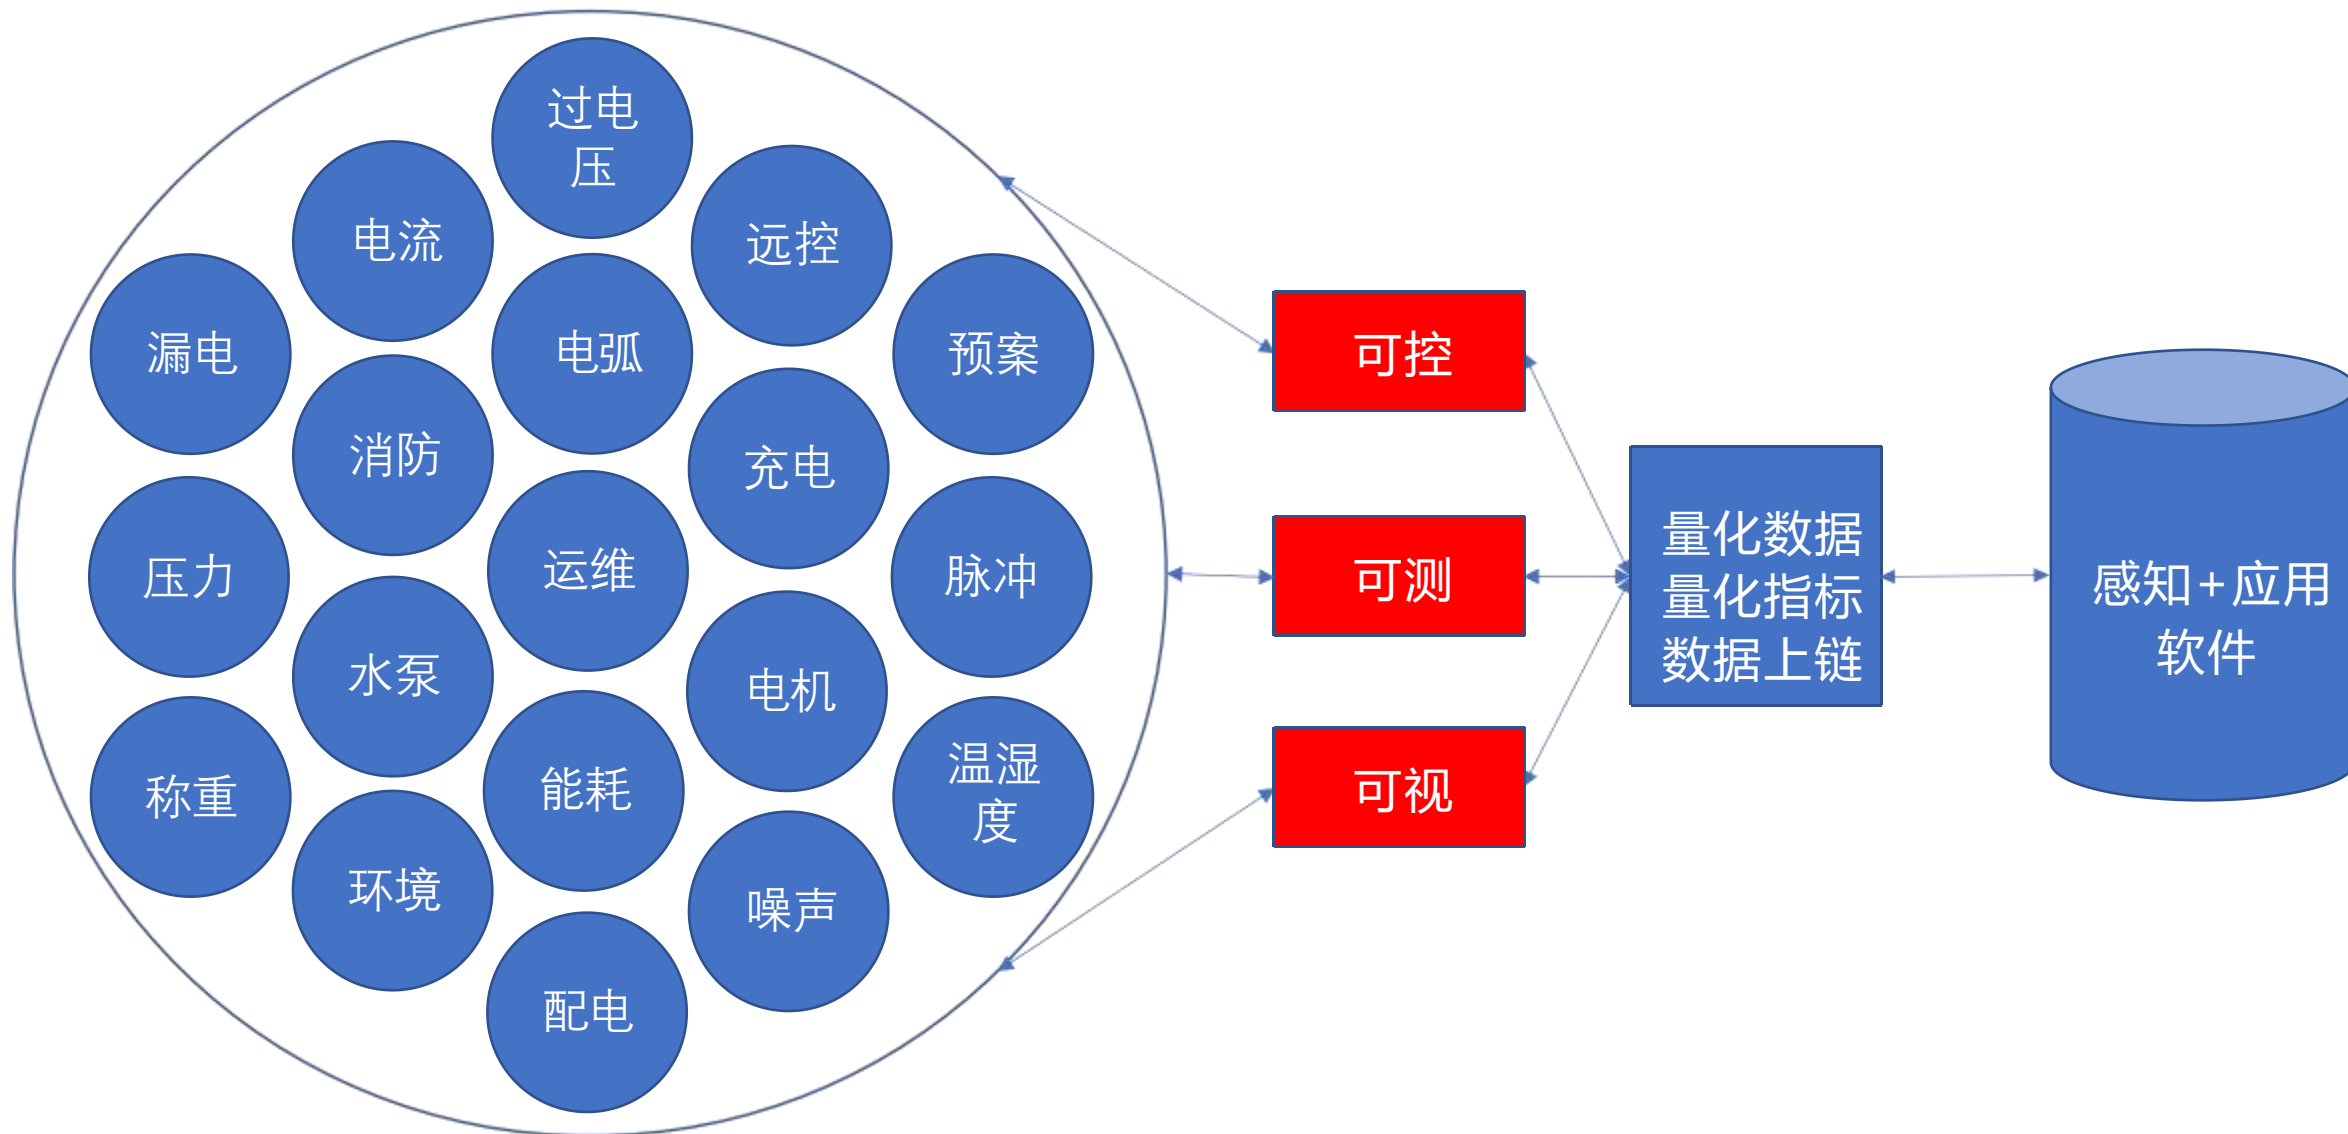 过电
压
电流
远控
漏电
电弧
预案
消防
充电
压力
运维
脉冲
水泵
电机
称重
能耗
温湿
度
环境
噪声
配电
可控
可测
可视
量化数据
量化指标
数据上链
感知+应用
软件